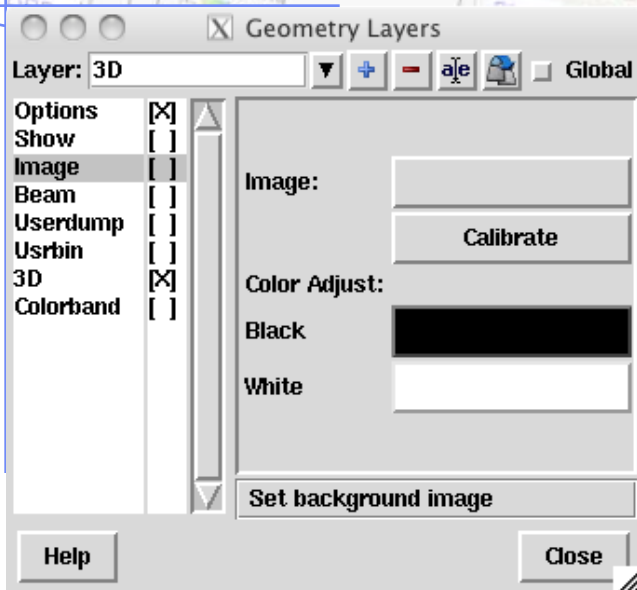 X Geometry Layers
Layer: 3D
a|e
Global
Options [X]
Show [ ]
Image [ ]
Beam [ ]
Userdump [ ]
Usrbin [ ]
3D [X]
Colorband [ ]
Image:
Calibrate
Color Adjust:
Black
White
Set background image
Help
Close